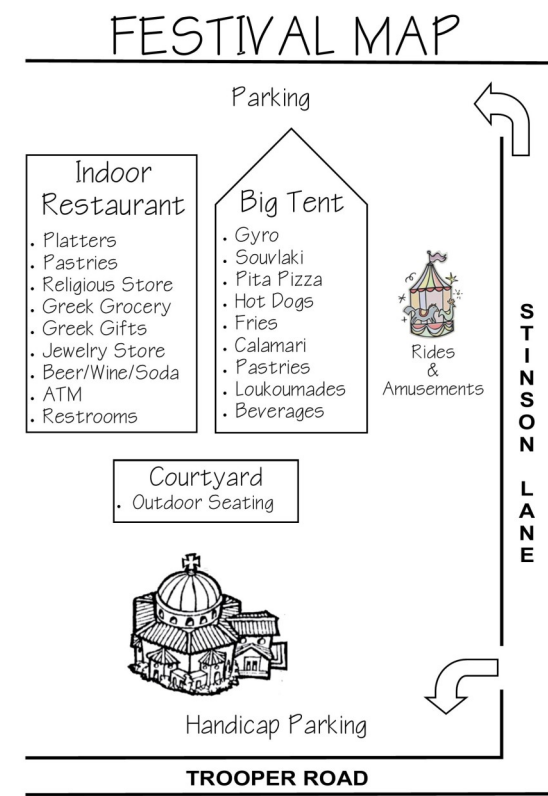 FESTIVAL MAP
Parking
Indoor
Restaurant
. Platters
. Pastries
. Religious Store
. Greek Grocery
. Greek Gifts
. Jewelry Store
. Beer/Wine/Soda
. ATM
. Restrooms
Big Tent
. Gyro
. Souvlaki
. Pita Pizza
. Hot Dogs
. Fries
. Calamari
. Pastries
. Loukoumades
. Beverages
Rides
&
Amusements
STINSON LANE
Courtyard
. Outdoor Seating
Handicap Parking
TROOPER ROAD